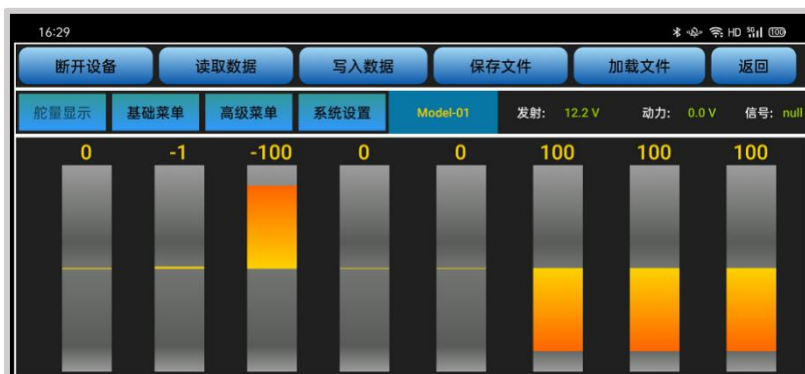 16:29 HD 5G 100
断开设备 读取数据 写入数据 保存文件 加载文件 返回
舵量显示 基础菜单 高级菜单 系统设置 Model-01 发射: 12.2 V 动力: 0.0 V 信号: null
0 -1 -100 0 0 100 100 100